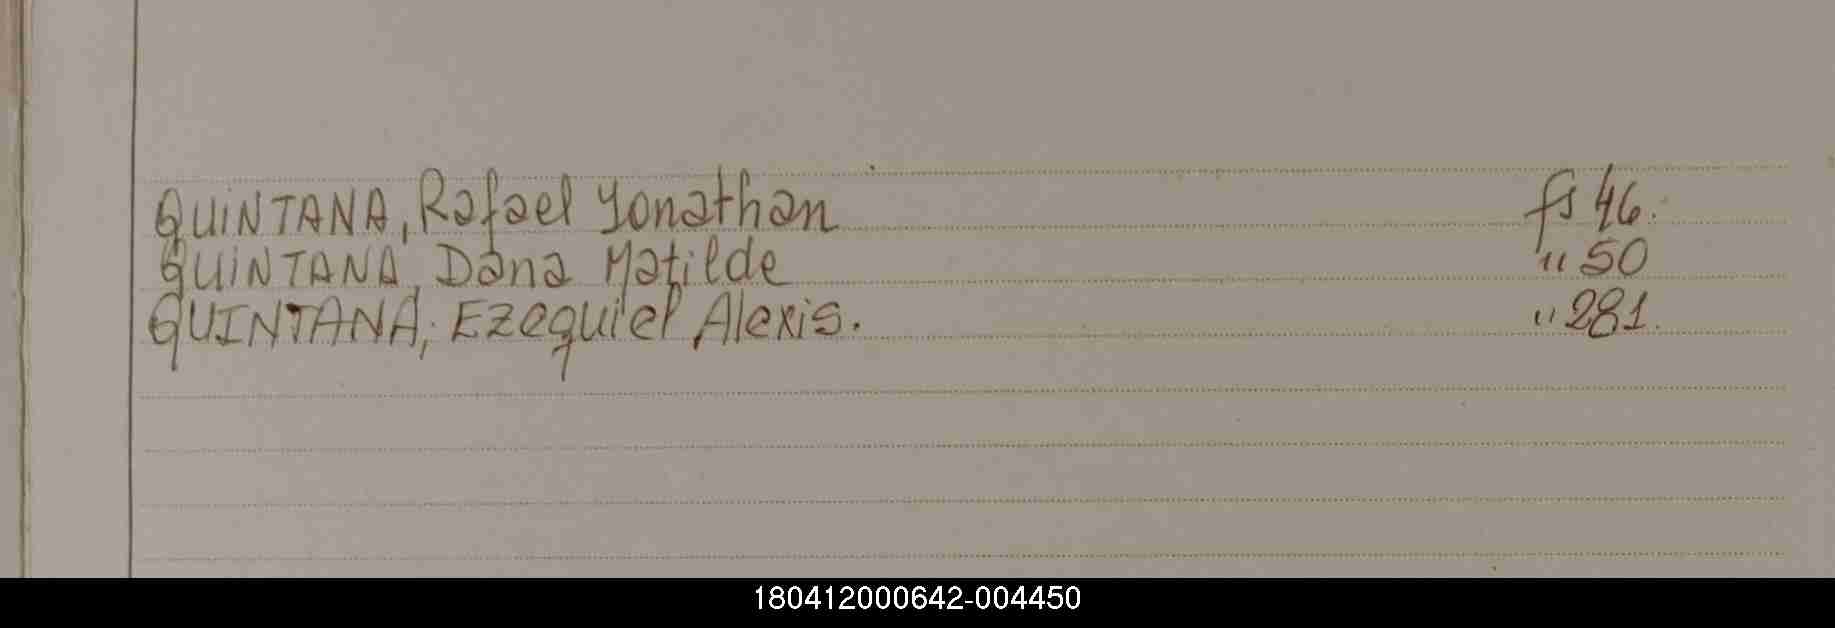 QUINTANA, Rafael Yonathan fs 46.
QUINTANA, Dana Matilde " 50
QUINTANA, Ezequiel Alexis. " 281.
180412000642-004450